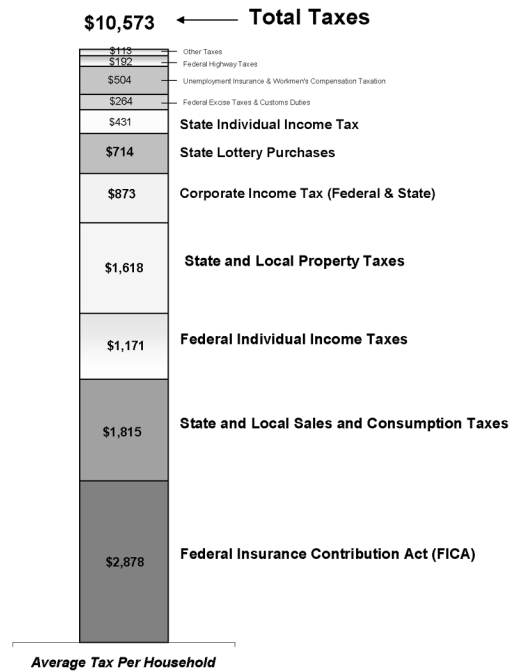 $10,573 Total Taxes
$113 Other Taxes
$192 Federal Highway Taxes
$504 Unemployment Insurance & Workmen's Compensation Taxation
$264 Federal Excise Taxes & Customs Duties
$431 State Individual Income Tax
$714 State Lottery Purchases
$873 Corporate Income Tax (Federal & State)
$1,618 State and Local Property Taxes
$1,171 Federal Individual Income Taxes
$1,815 State and Local Sales and Consumption Taxes
$2,878 Federal Insurance Contribution Act (FICA)
Average Tax Per Household